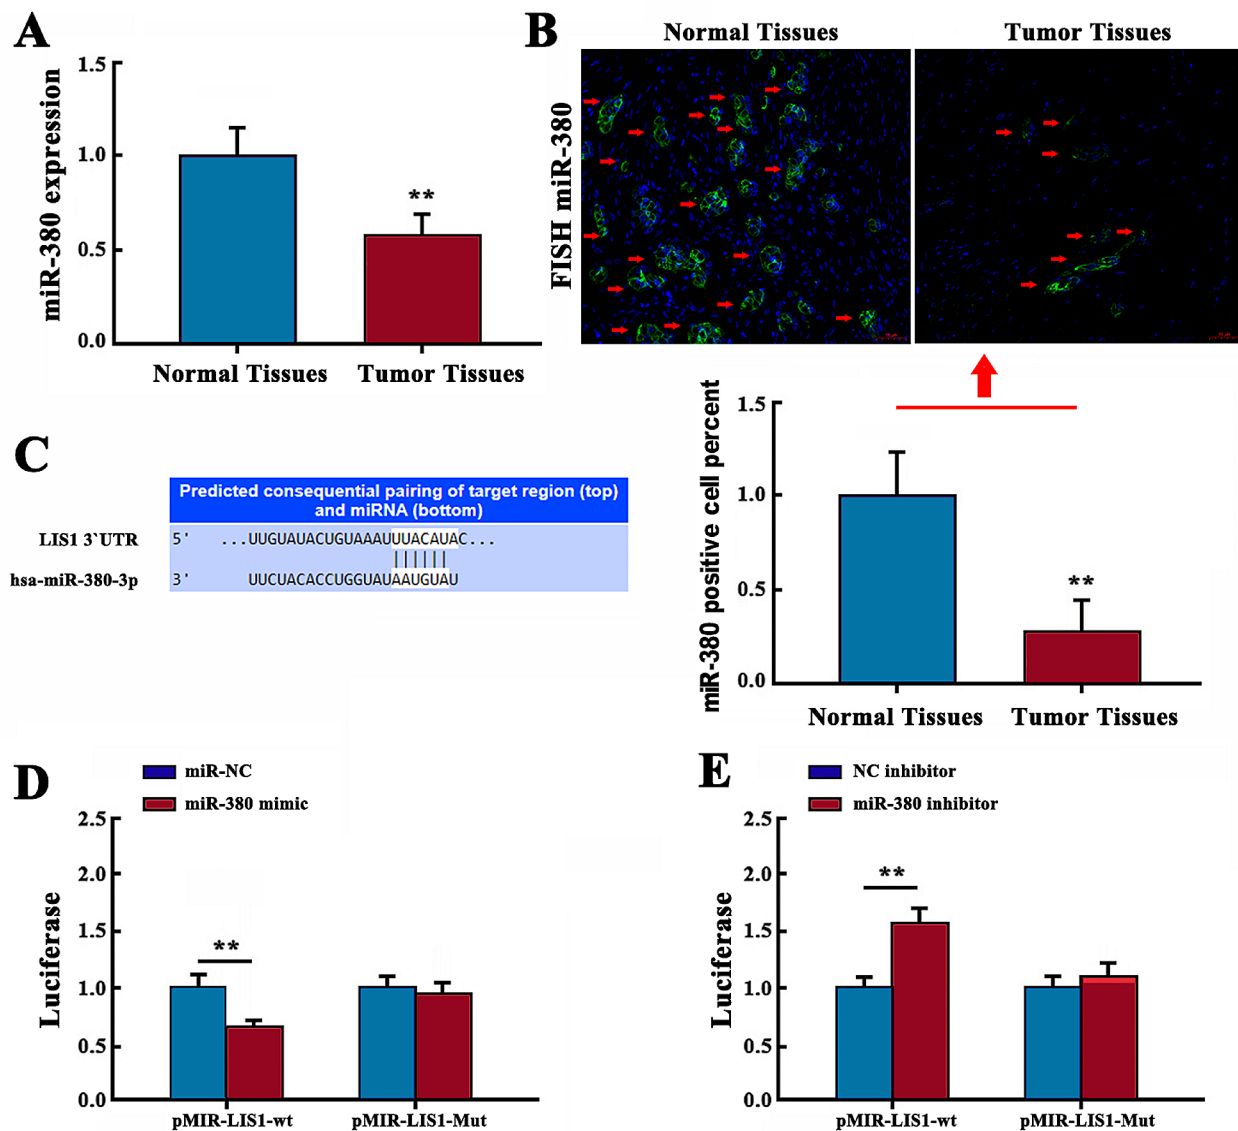 A
miR-380 expression
1.5
1.0
0.5
0.0
**
Normal Tissues
Tumor Tissues
B
Normal Tissues
Tumor Tissues
FISH miR-380
miR-380 positive cell percent
1.5
1.0
0.5
0.0
**
Normal Tissues
Tumor Tissues
C
Predicted consequential pairing of target region (top)
and miRNA (bottom)
LIS1 3`UTR 5' ...UUGUAUACUGUAAAUUUACAUAC...
||||||
hsa-miR-380-3p 3' UUCUACACCUGGUAUAAUGUAU
D
miR-NC
miR-380 mimic
Luciferase
2.5
2.0
1.5
1.0
0.5
0.0
**
pMIR-LIS1-wt
pMIR-LIS1-Mut
E
NC inhibitor
miR-380 inhibitor
Luciferase
2.5
2.0
1.5
1.0
0.5
0.0
**
pMIR-LIS1-wt
pMIR-LIS1-Mut